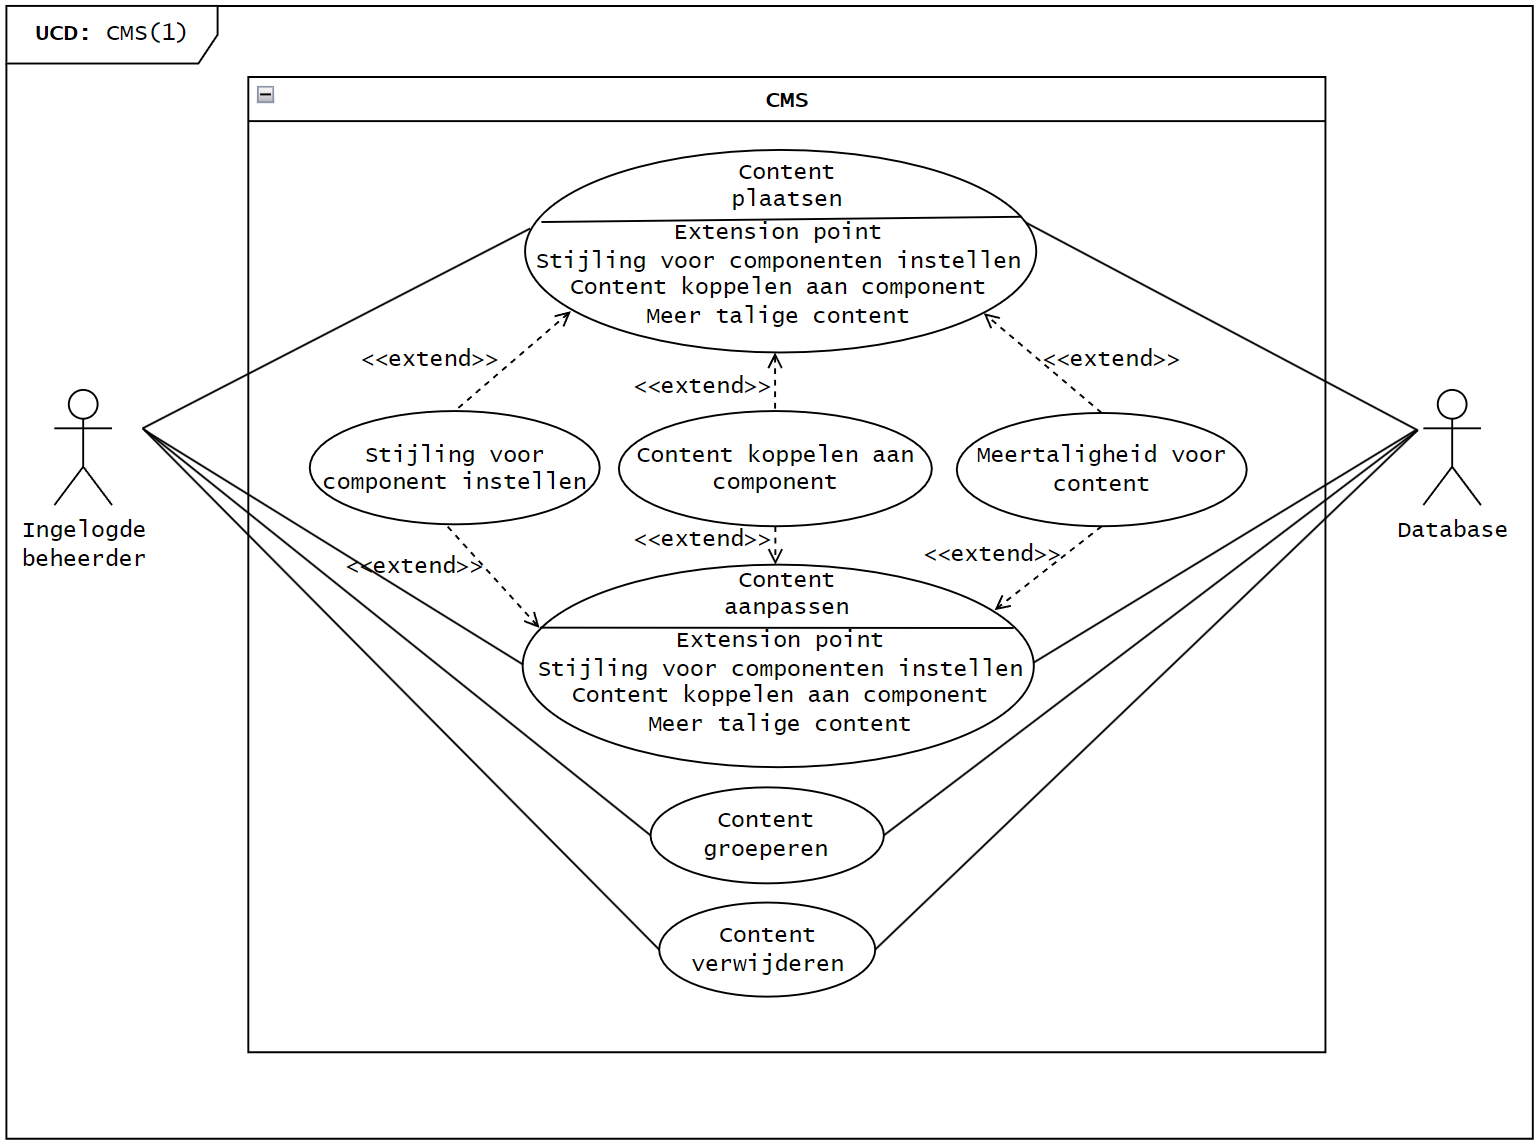 UCD: CMS(1)
CMS
Content
plaatsen
Extension point
Stijling voor componenten instellen
Content koppelen aan component
Meer talige content
<<extend>>
<<extend>>
<<extend>>
Stijling voor
component instellen
Content koppelen aan
component
Meertaligheid voor
content
Ingelogde
beheerder
Database
<<extend>>
<<extend>>
<<extend>>
Content
aanpassen
Extension point
Stijling voor componenten instellen
Content koppelen aan component
Meer talige content
Content
groeperen
Content
verwijderen